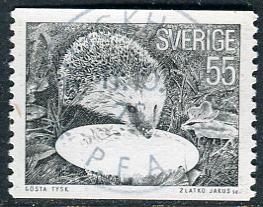 SVERIGE
55
GÖSTA TYSK
ZLATKO JAKUS sc.